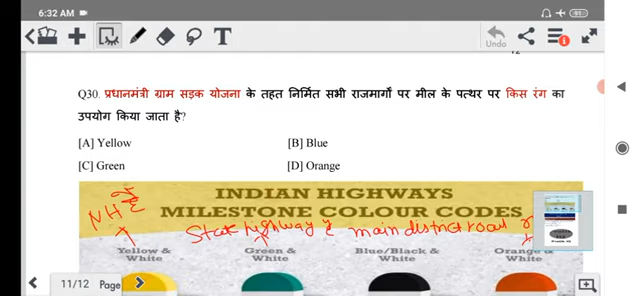 6:32 AM
91
Undo
12
Q30. प्रधानमंत्री ग्राम सड़क योजना के तहत निर्मित सभी राजमार्गों पर मील के पत्थर पर किस रंग का
उपयोग किया जाता है?
[A] Yellow
[B] Blue
[C] Green
[D] Orange
INDIAN HIGHWAYS
MILESTONE COLOUR CODES
NH है
State highway है main district road
Yellow &
White
Green &
White
Blue/Black &
White
Orange &
White
11/12 Page